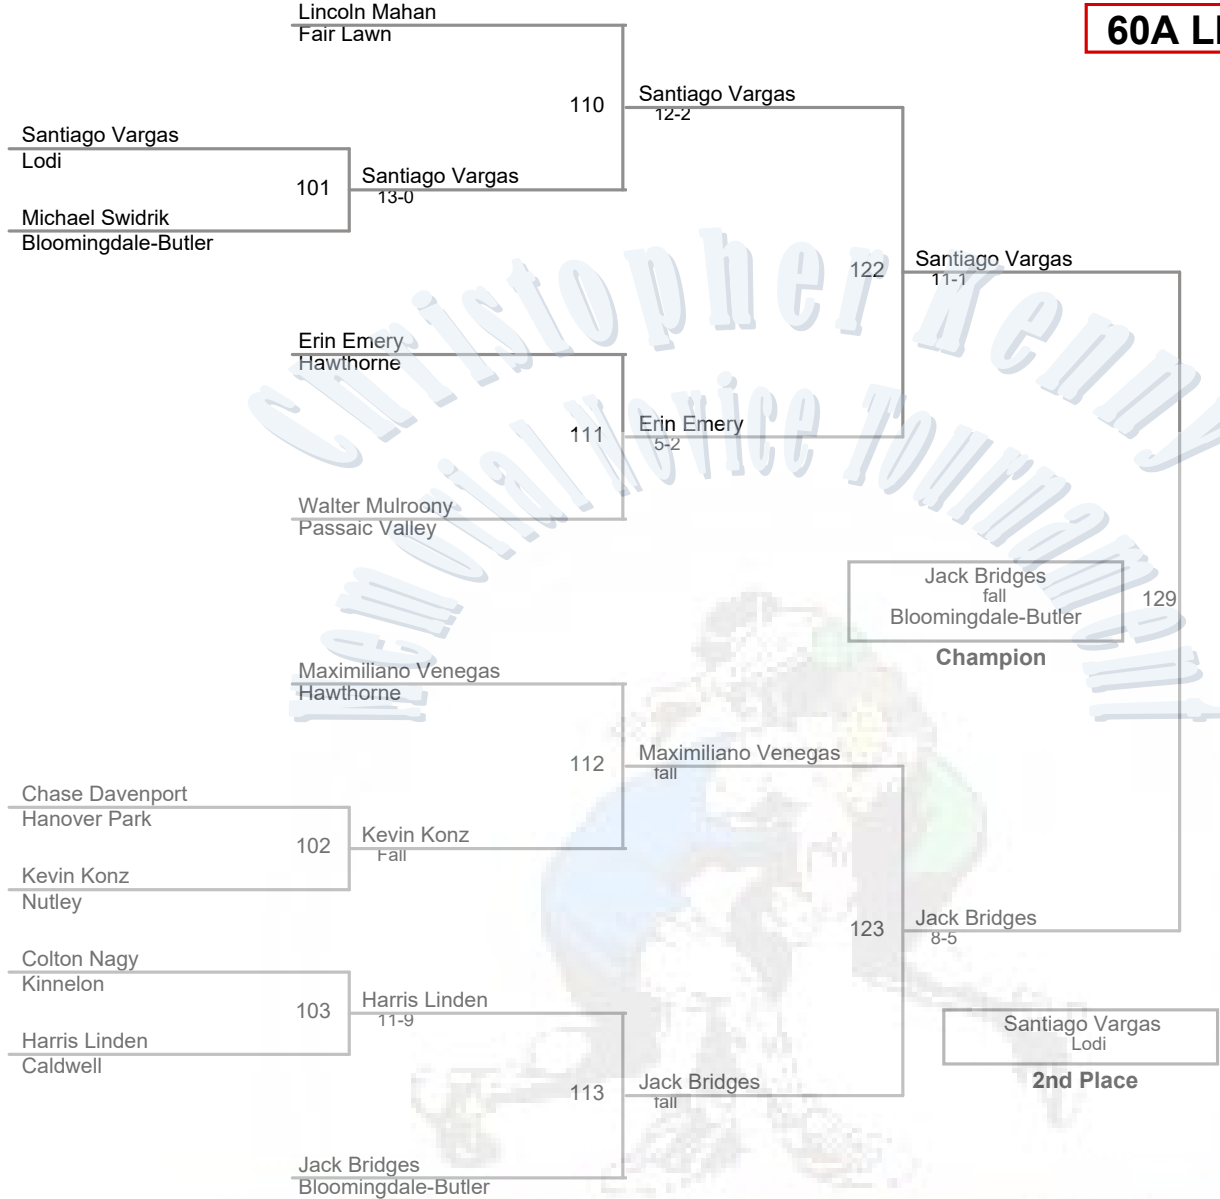 Lincoln Mahan
Fair Lawn
60A
110
Santiago Vargas
12-2
Santiago Vargas
Lodi
101
Santiago Vargas
13-0
Michael Swidrik
Bloomingdale-Butler
Christopher Kenny
Memorial Novice Tournament
122
Santiago Vargas
11-1
Erin Emery
Hawthorne
111
Erin Emery
5-2
Walter Mulroony
Passaic Valley
Jack Bridges
fall
Bloomingdale-Butler
129
Champion
Maximiliano Venegas
Hawthorne
112
Maximiliano Venegas
fall
Chase Davenport
Hanover Park
102
Kevin Konz
Fall
Kevin Konz
Nutley
123
Jack Bridges
8-5
Colton Nagy
Kinnelon
103
Harris Linden
11-9
Harris Linden
Caldwell
Santiago Vargas
Lodi
2nd Place
113
Jack Bridges
fall
Jack Bridges
Bloomingdale-Butler